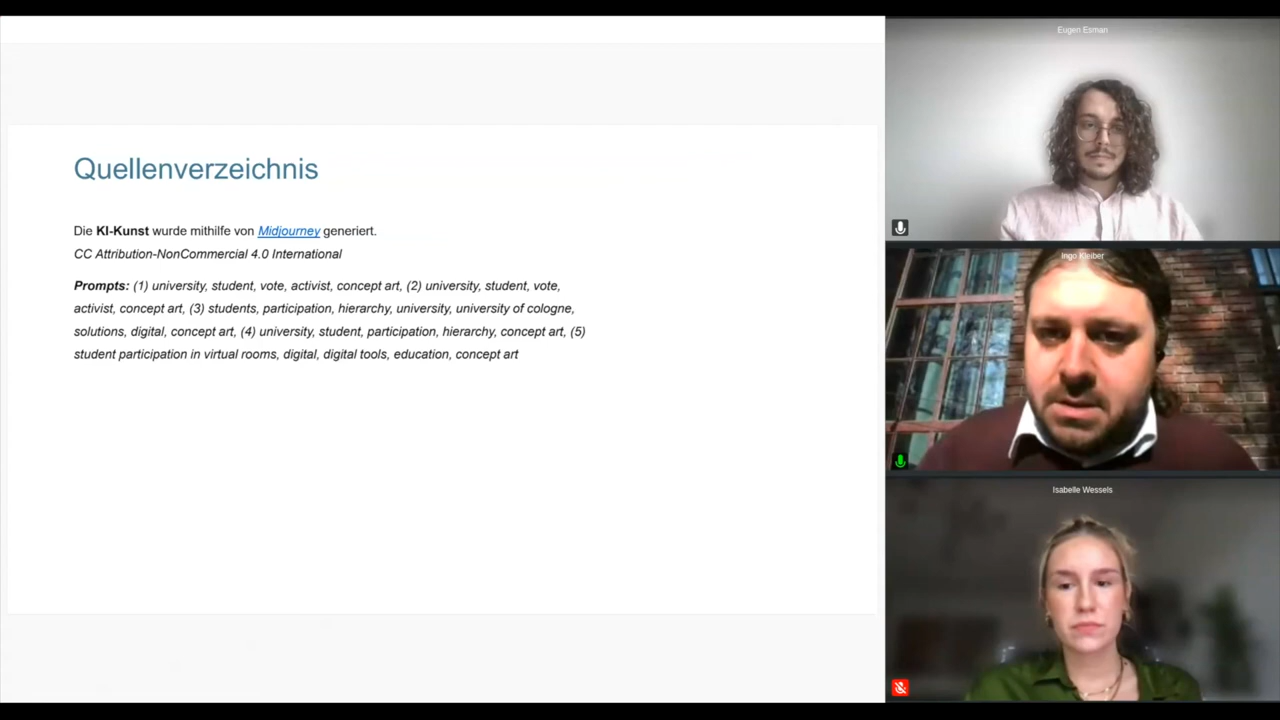 Quellenverzeichnis
Die KI-Kunst wurde mithilfe von Midjourney generiert.
CC Attribution-NonCommercial 4.0 International
Prompts: (1) university, student, vote, activist, concept art, (2) university, student, vote,
activist, concept art, (3) students, participation, hierarchy, university, university of cologne,
solutions, digital, concept art, (4) university, student, participation, hierarchy, concept art, (5)
student participation in virtual rooms, digital, digital tools, education, concept art
Eugen Esman
Ingo Kleiber
Isabelle Wessels